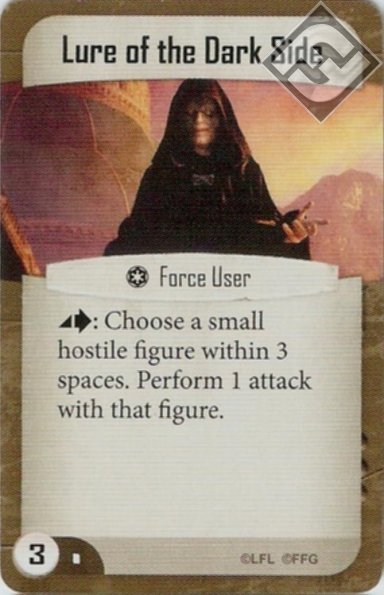 Lure of the Dark Side
Force User
: Choose a small
hostile figure within 3
spaces. Perform 1 attack
with that figure.
3
©LFL ©FFG